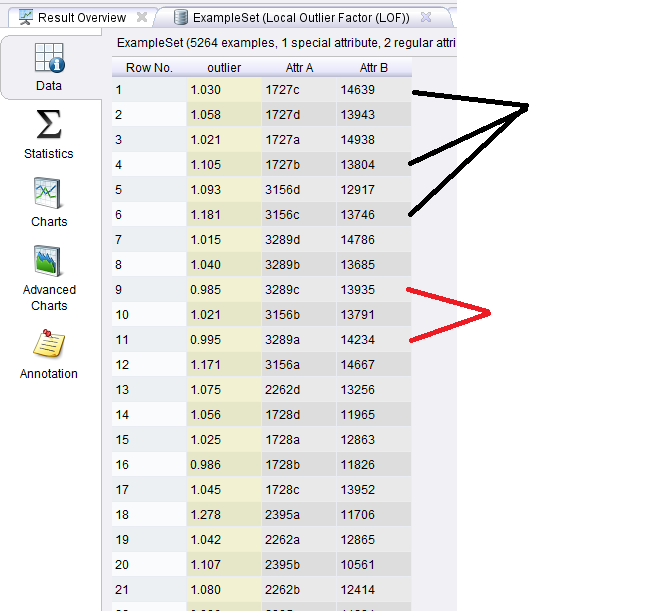 Result Overview
ExampleSet (Local Outlier Factor (LOF))
ExampleSet (5264 examples, 1 special attribute, 2 regular attri
Data
Statistics
Charts
Advanced
Charts
Annotation
Row No. outlier Attr A Attr B
1 1.030 1727c 14639
2 1.058 1727d 13943
3 1.021 1727a 14938
4 1.105 1727b 13804
5 1.093 3156d 12917
6 1.181 3156c 13746
7 1.015 3289d 14786
8 1.040 3289b 13685
9 0.985 3289c 13935
10 1.021 3156b 13791
11 0.995 3289a 14234
12 1.171 3156a 14667
13 1.075 2262d 13256
14 1.056 1728d 11965
15 1.025 1728a 12863
16 0.986 1728b 11826
17 1.045 1728c 13952
18 1.278 2395a 11706
19 1.042 2262a 12865
20 1.107 2395b 10561
21 1.080 2262b 12414